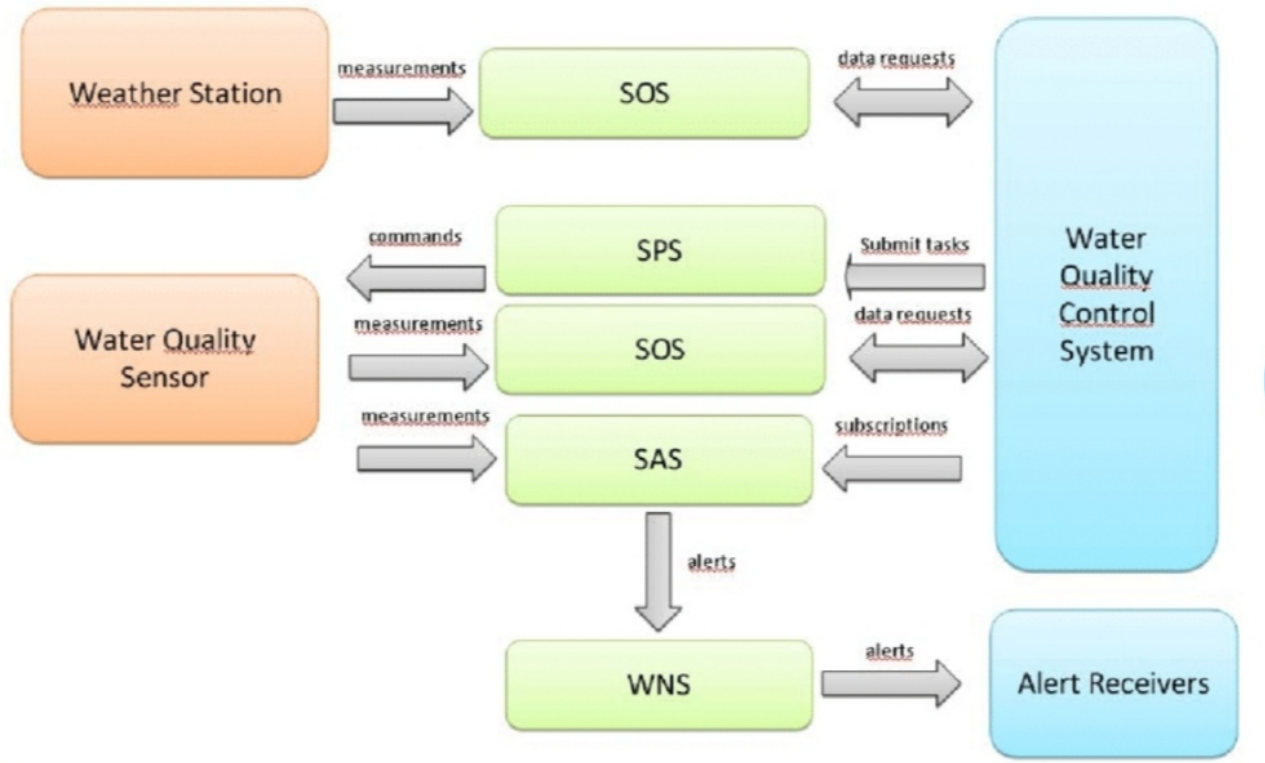 Weather Station
measurements
SOS
data requests
commands
SPS
Submit tasks
Water Quality
Sensor
measurements
SOS
data requests
Water
Quality
Control
System
measurements
SAS
subscriptions
alerts
WNS
alerts
Alert Receivers